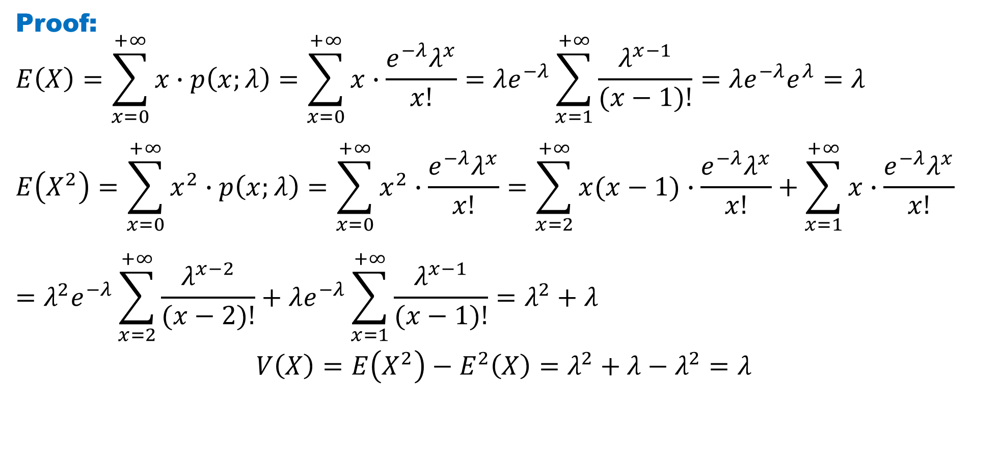 Proof:
$E(X) = \sum_{x=0}^{+\infty} x \cdot p(x; \lambda) = \sum_{x=0}^{+\infty} x \cdot \frac{e^{-\lambda}\lambda^x}{x!} = \lambda e^{-\lambda} \sum_{x=1}^{+\infty} \frac{\lambda^{x-1}}{(x-1)!} = \lambda e^{-\lambda} e^{\lambda} = \lambda$
$E(X^2) = \sum_{x=0}^{+\infty} x^2 \cdot p(x; \lambda) = \sum_{x=0}^{+\infty} x^2 \cdot \frac{e^{-\lambda}\lambda^x}{x!} = \sum_{x=2}^{+\infty} x(x-1) \cdot \frac{e^{-\lambda}\lambda^x}{x!} + \sum_{x=1}^{+\infty} x \cdot \frac{e^{-\lambda}\lambda^x}{x!}$
$= \lambda^2 e^{-\lambda} \sum_{x=2}^{+\infty} \frac{\lambda^{x-2}}{(x-2)!} + \lambda e^{-\lambda} \sum_{x=1}^{+\infty} \frac{\lambda^{x-1}}{(x-1)!} = \lambda^2 + \lambda$
$V(X) = E(X^2) - E^2(X) = \lambda^2 + \lambda - \lambda^2 = \lambda$